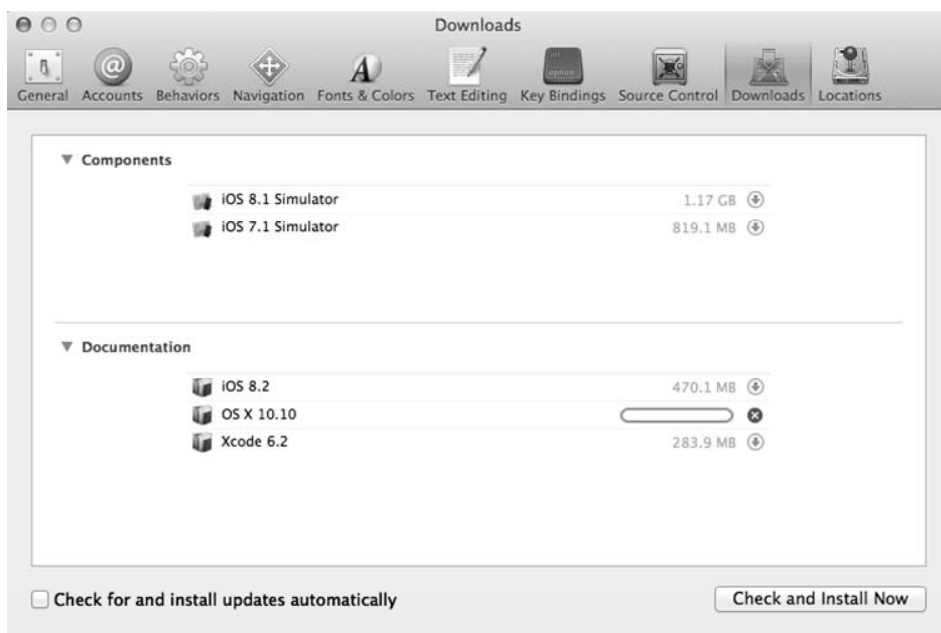 Downloads
General Accounts Behaviors Navigation Fonts & Colors Text Editing Key Bindings Source Control Downloads Locations
Components
iOS 8.1 Simulator 1.17 GB
iOS 7.1 Simulator 819.1 MB
Documentation
iOS 8.2 470.1 MB
OS X 10.10
Xcode 6.2 283.9 MB
Check for and install updates automatically Check and Install Now